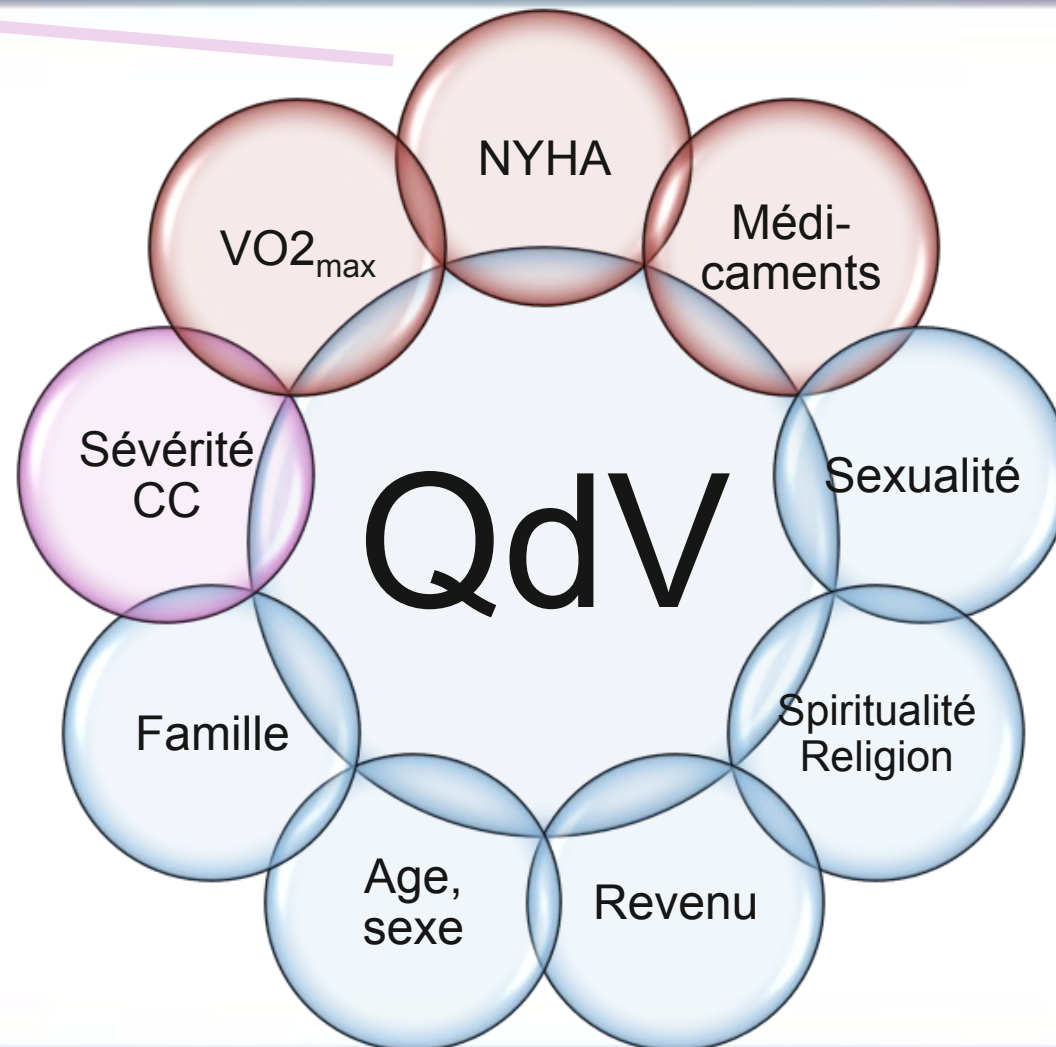 NYHA
Médi-
caments
VO2max
Sévérité
CC
Sexualité
QdV
Famille
Spiritualité
Religion
Age,
sexe
Revenu